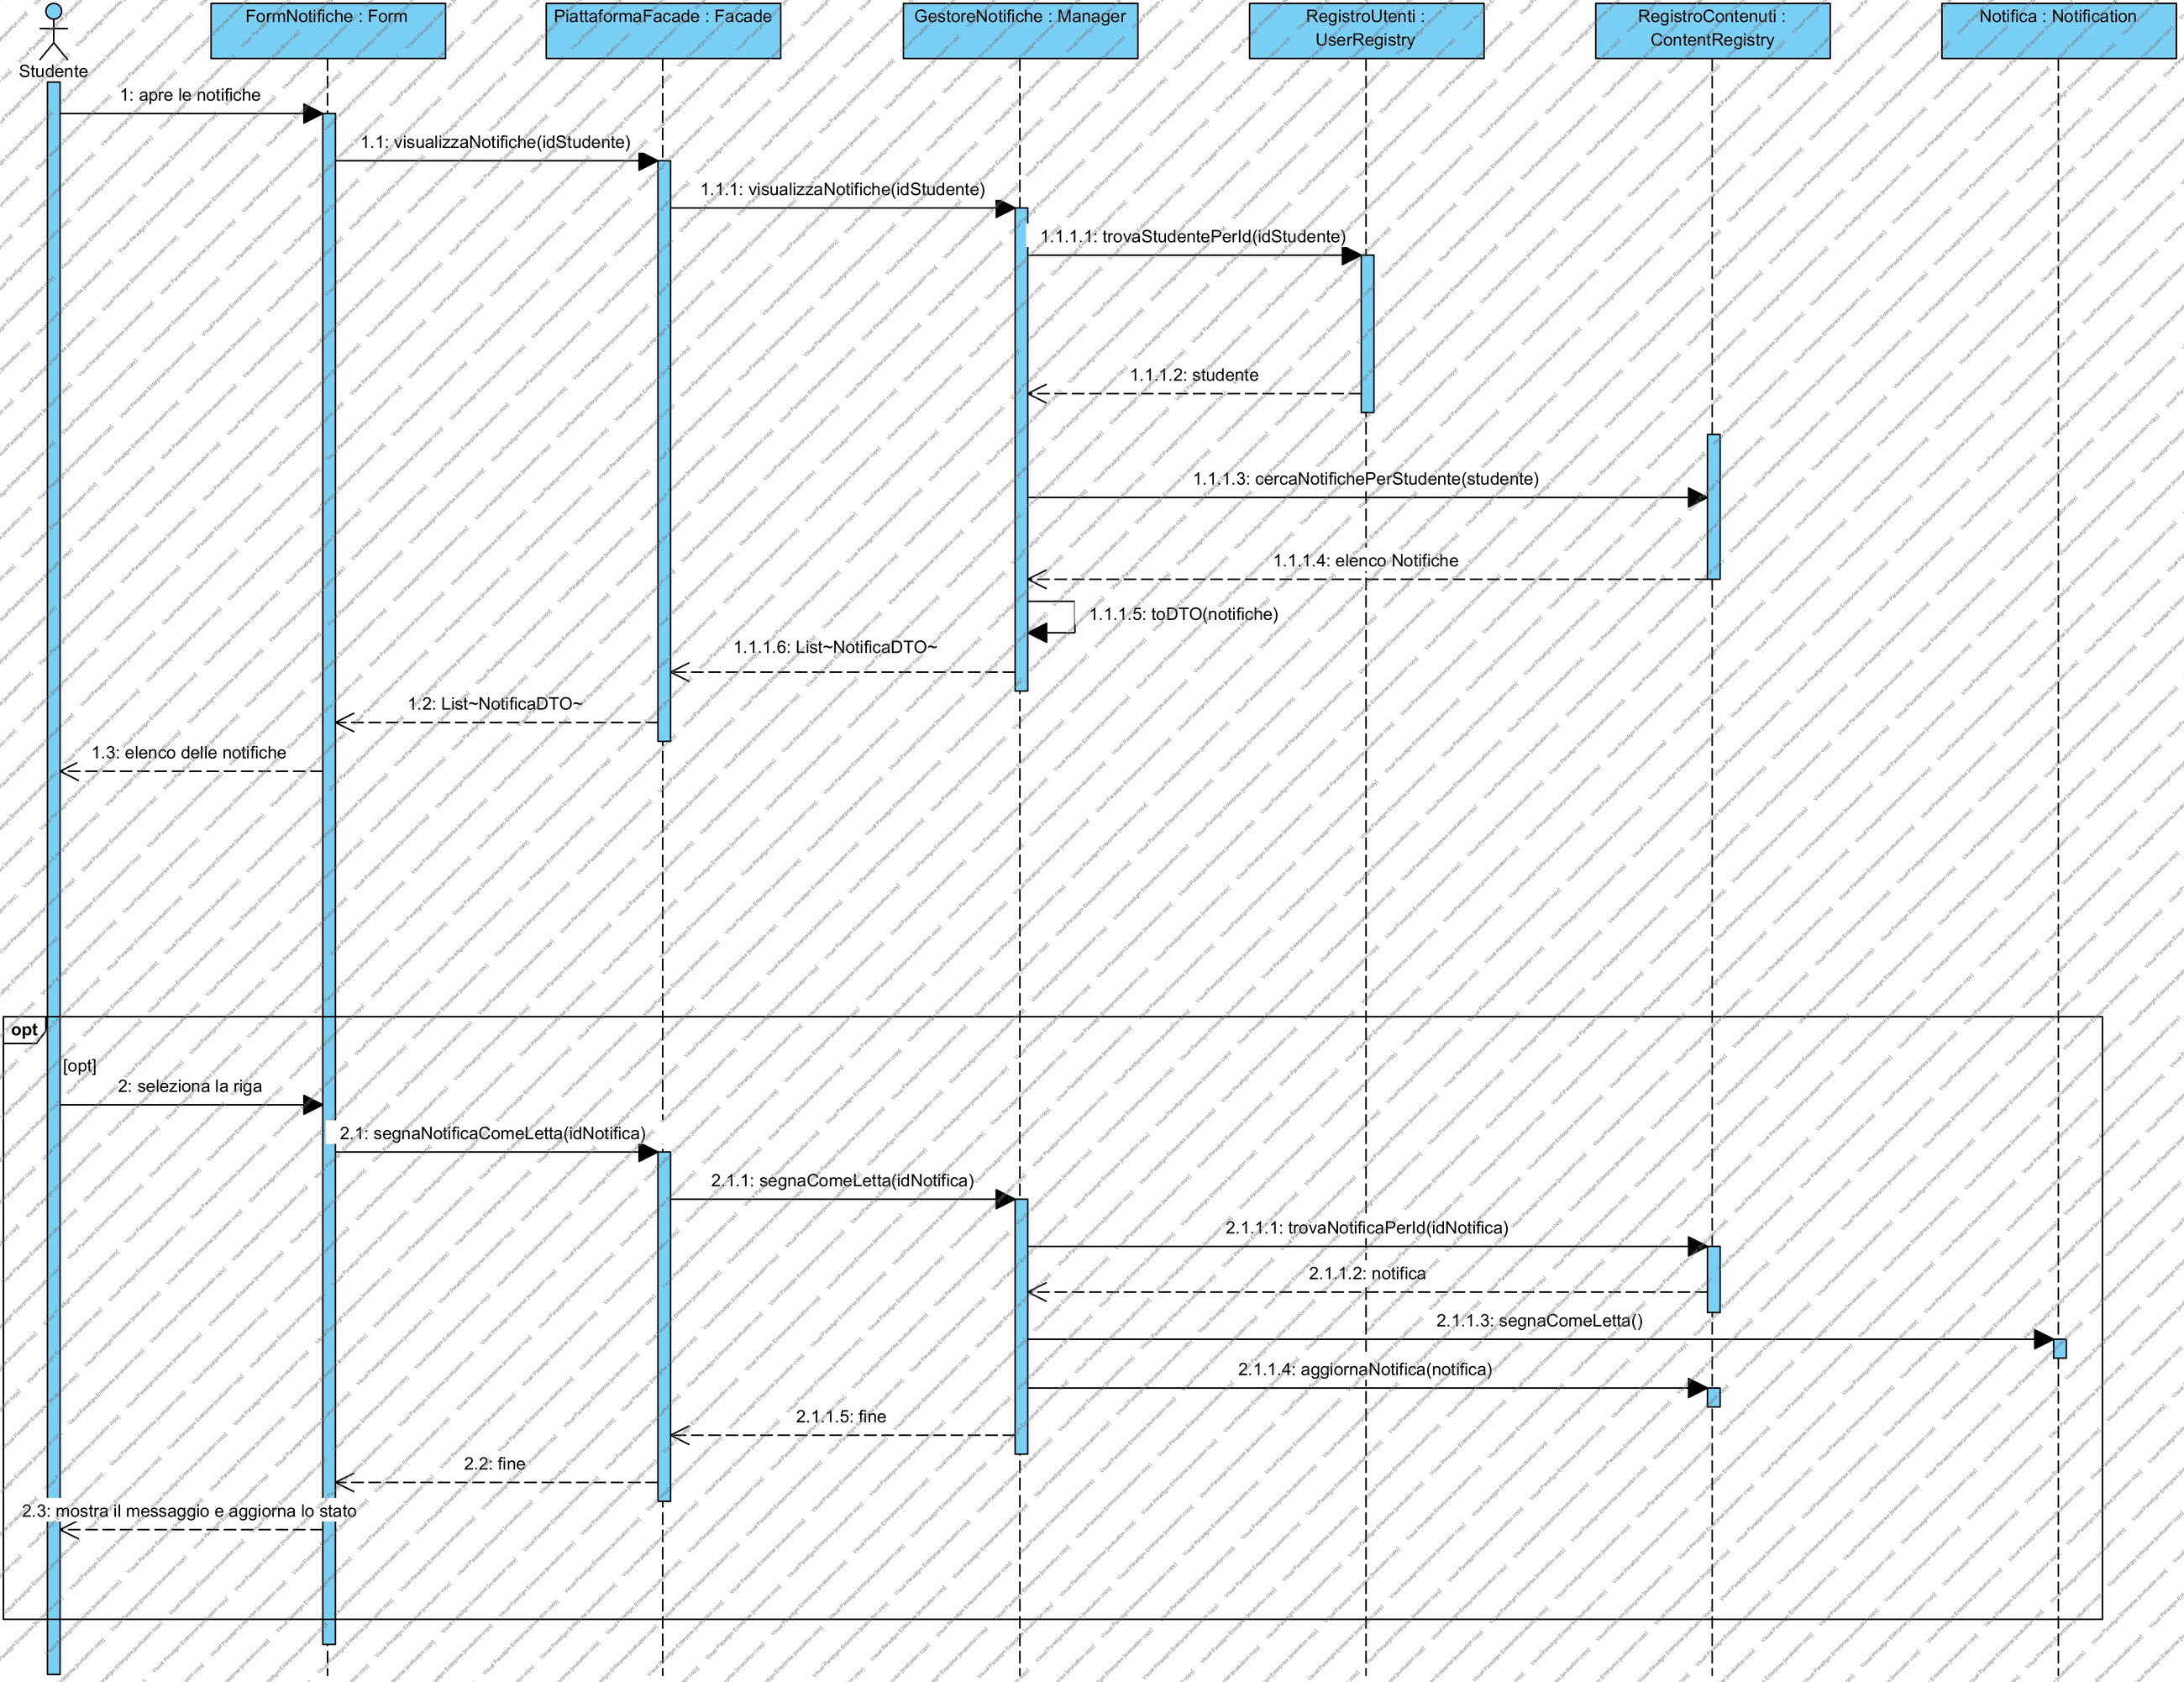 Studente
FormNotifiche : Form
PiattaformaFacade : Facade
GestoreNotifiche : Manager
RegistroUtenti :
UserRegistry
RegistroContenuti :
ContentRegistry
Notifica : Notification
1: apre le notifiche
1.1: visualizzaNotifiche(idStudente)
1.1.1: visualizzaNotifiche(idStudente)
1.1.1.1: trovaStudentePerId(idStudente)
1.1.1.2: studente
1.1.1.3: cercaNotifichePerStudente(studente)
1.1.1.4: elenco Notifiche
1.1.1.5: toDTO(notifiche)
1.1.1.6: List~NotificaDTO~
1.2: List~NotificaDTO~
1.3: elenco delle notifiche
opt
[opt]
2: seleziona la riga
2.1: segnaNotificaComeLetta(idNotifica)
2.1.1: segnaComeLetta(idNotifica)
2.1.1.1: trovaNotificaPerId(idNotifica)
2.1.1.2: notifica
2.1.1.3: segnaComeLetta()
2.1.1.4: aggiornaNotifica(notifica)
2.1.1.5: fine
2.2: fine
2.3: mostra il messaggio e aggiorna lo stato
Visual Paradigm Enterprise [evaluation copy]